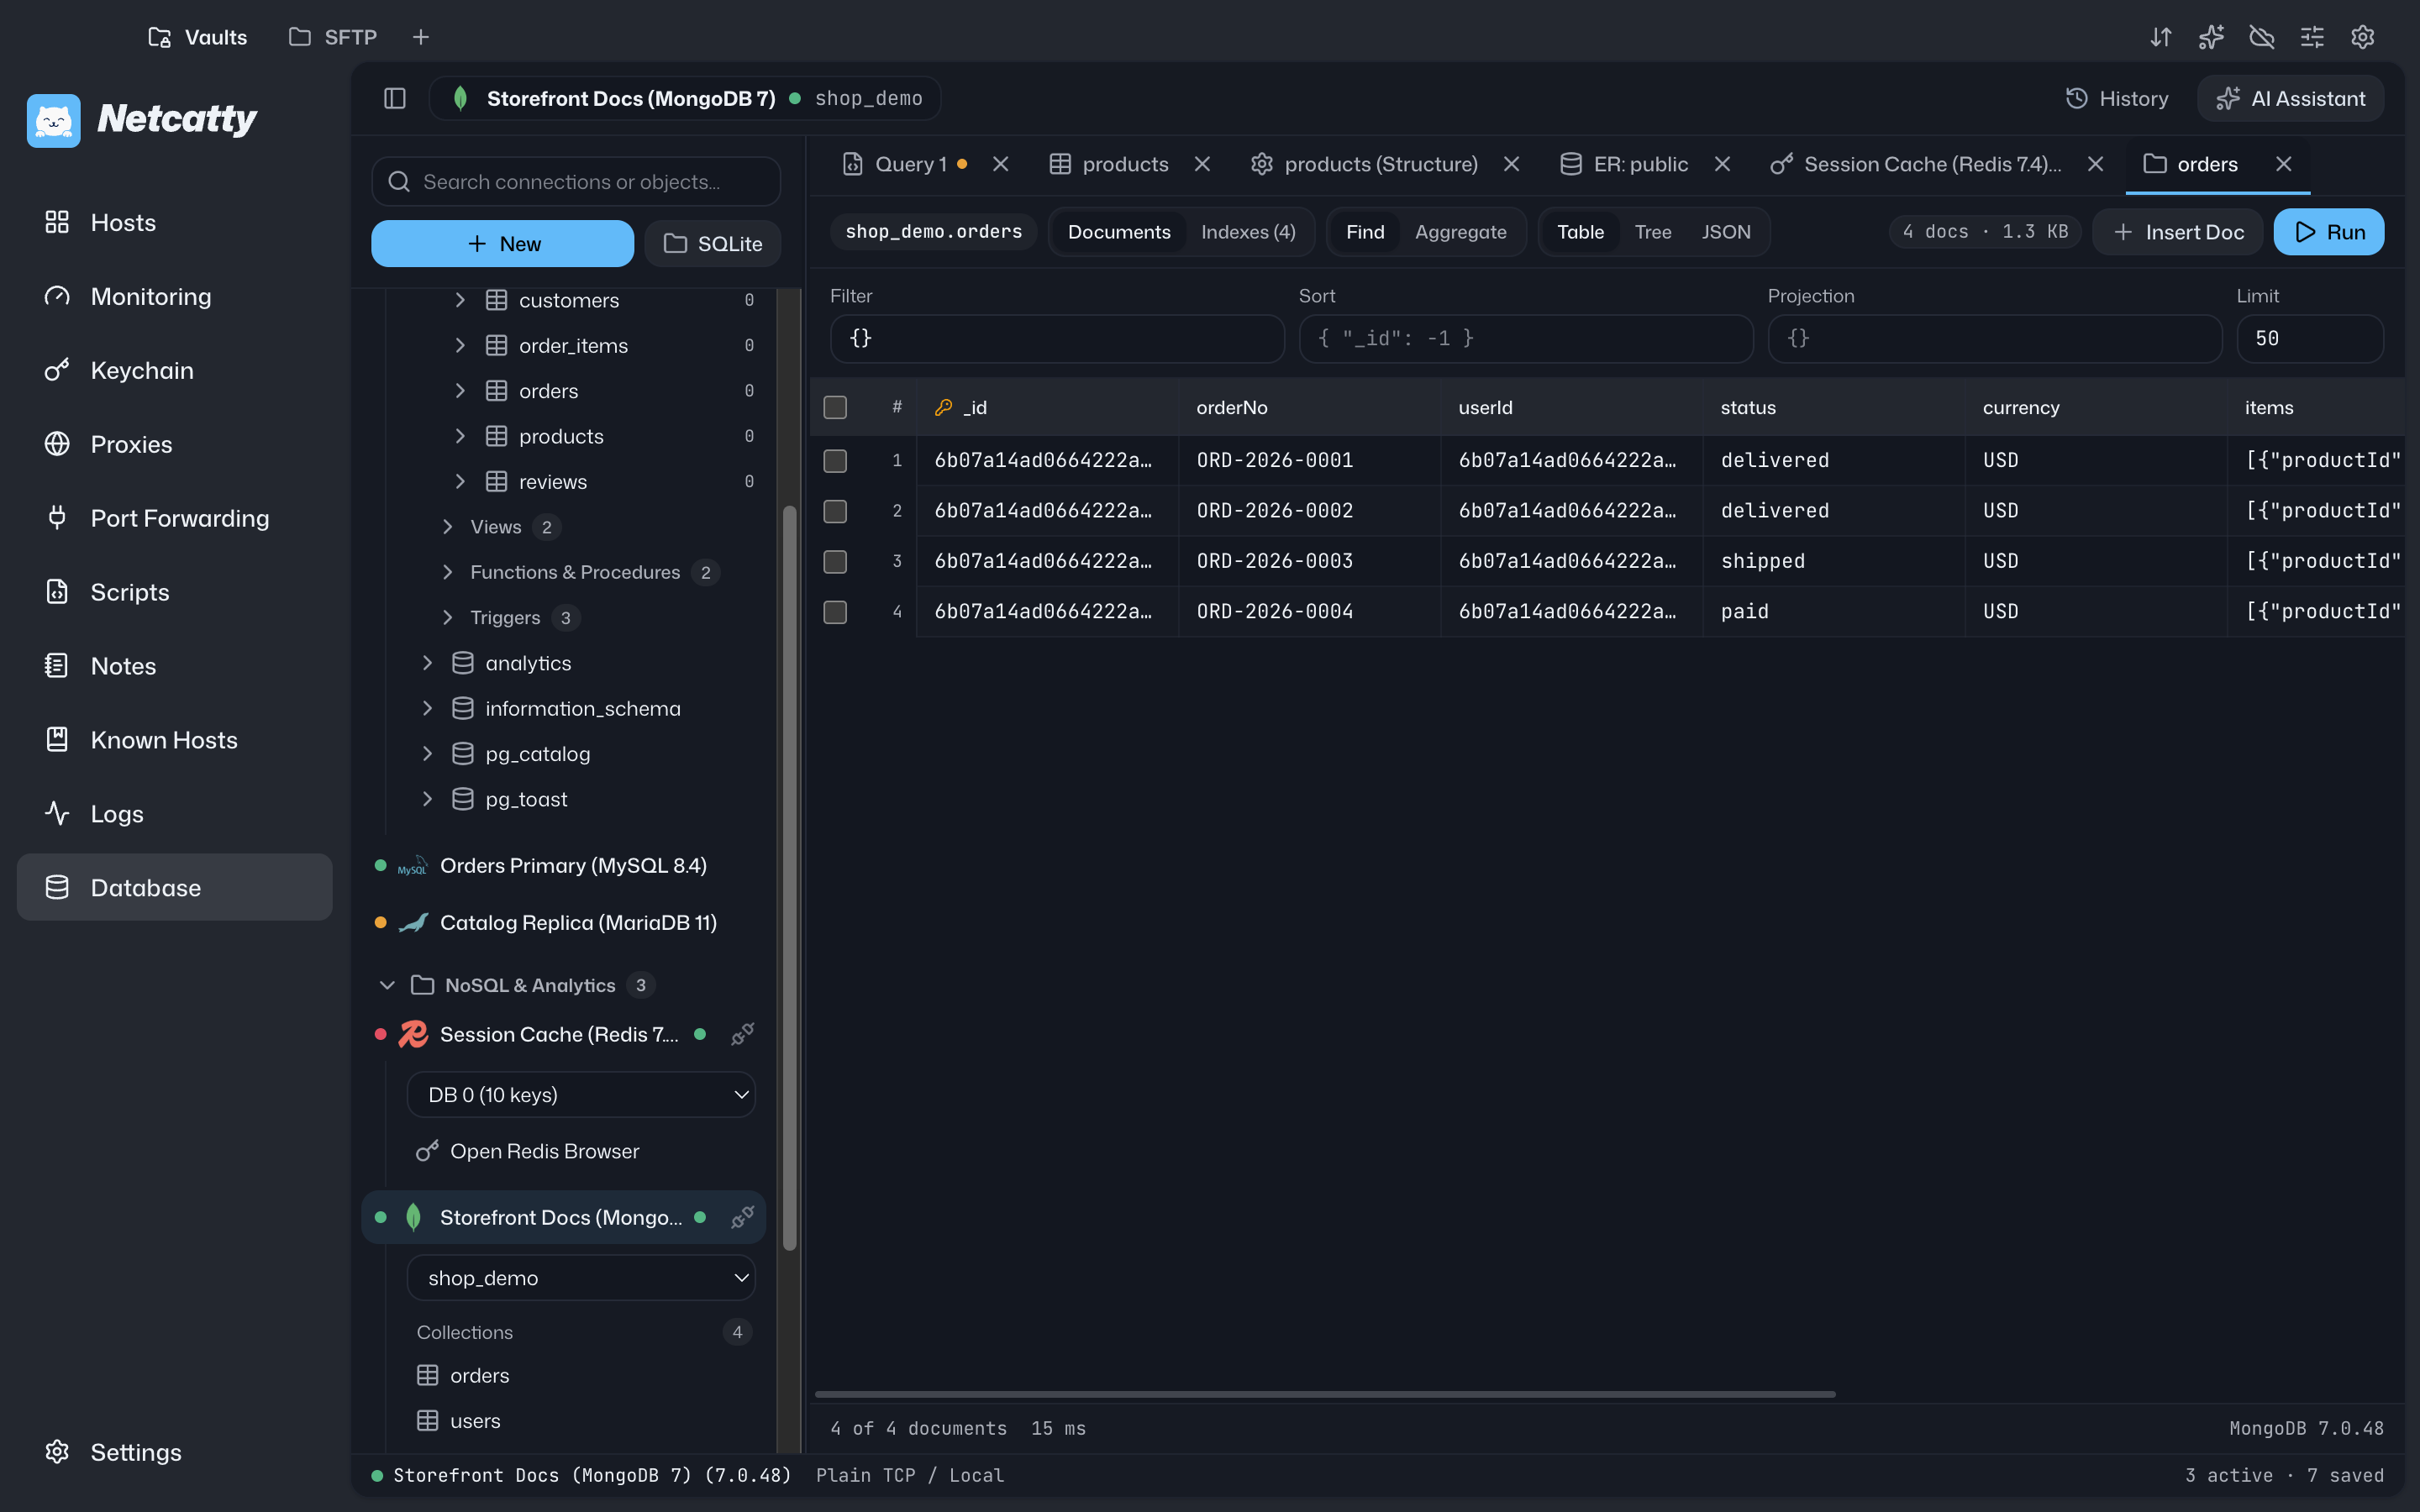 Vaults
SFTP
Netcatty
Hosts
Monitoring
Keychain
Proxies
Port Forwarding
Scripts
Notes
Known Hosts
Logs
Database
Settings
Storefront Docs (MongoDB 7) shop_demo
History
AI Assistant
Search connections or objects...
New
SQLite
customers 0
order_items 0
orders 0
products 0
reviews 0
Views 2
Functions & Procedures 2
Triggers 3
analytics
information_schema
pg_catalog
pg_toast
MySQL Orders Primary (MySQL 8.4)
Catalog Replica (MariaDB 11)
NoSQL & Analytics 3
Session Cache (Redis 7....
DB 0 (10 keys)
Open Redis Browser
Storefront Docs (Mongo...
shop_demo
Collections 4
orders
users
Query 1
products
products (Structure)
ER: public
Session Cache (Redis 7.4)...
orders
shop_demo.orders
Documents Indexes (4)
Find Aggregate
Table Tree JSON
4 docs · 1.3 KB
Insert Doc
Run
Filter Sort Projection Limit
{} { "_id": -1 } {} 50
# _id orderNo userId status currency items
1 6b07a14ad0664222a… ORD-2026-0001 6b07a14ad0664222a… delivered USD [{"productId"
2 6b07a14ad0664222a… ORD-2026-0002 6b07a14ad0664222a… delivered USD [{"productId"
3 6b07a14ad0664222a… ORD-2026-0003 6b07a14ad0664222a… shipped USD [{"productId"
4 6b07a14ad0664222a… ORD-2026-0004 6b07a14ad0664222a… paid USD [{"productId"
4 of 4 documents 15 ms
MongoDB 7.0.48
Storefront Docs (MongoDB 7) (7.0.48) Plain TCP / Local
3 active · 7 saved